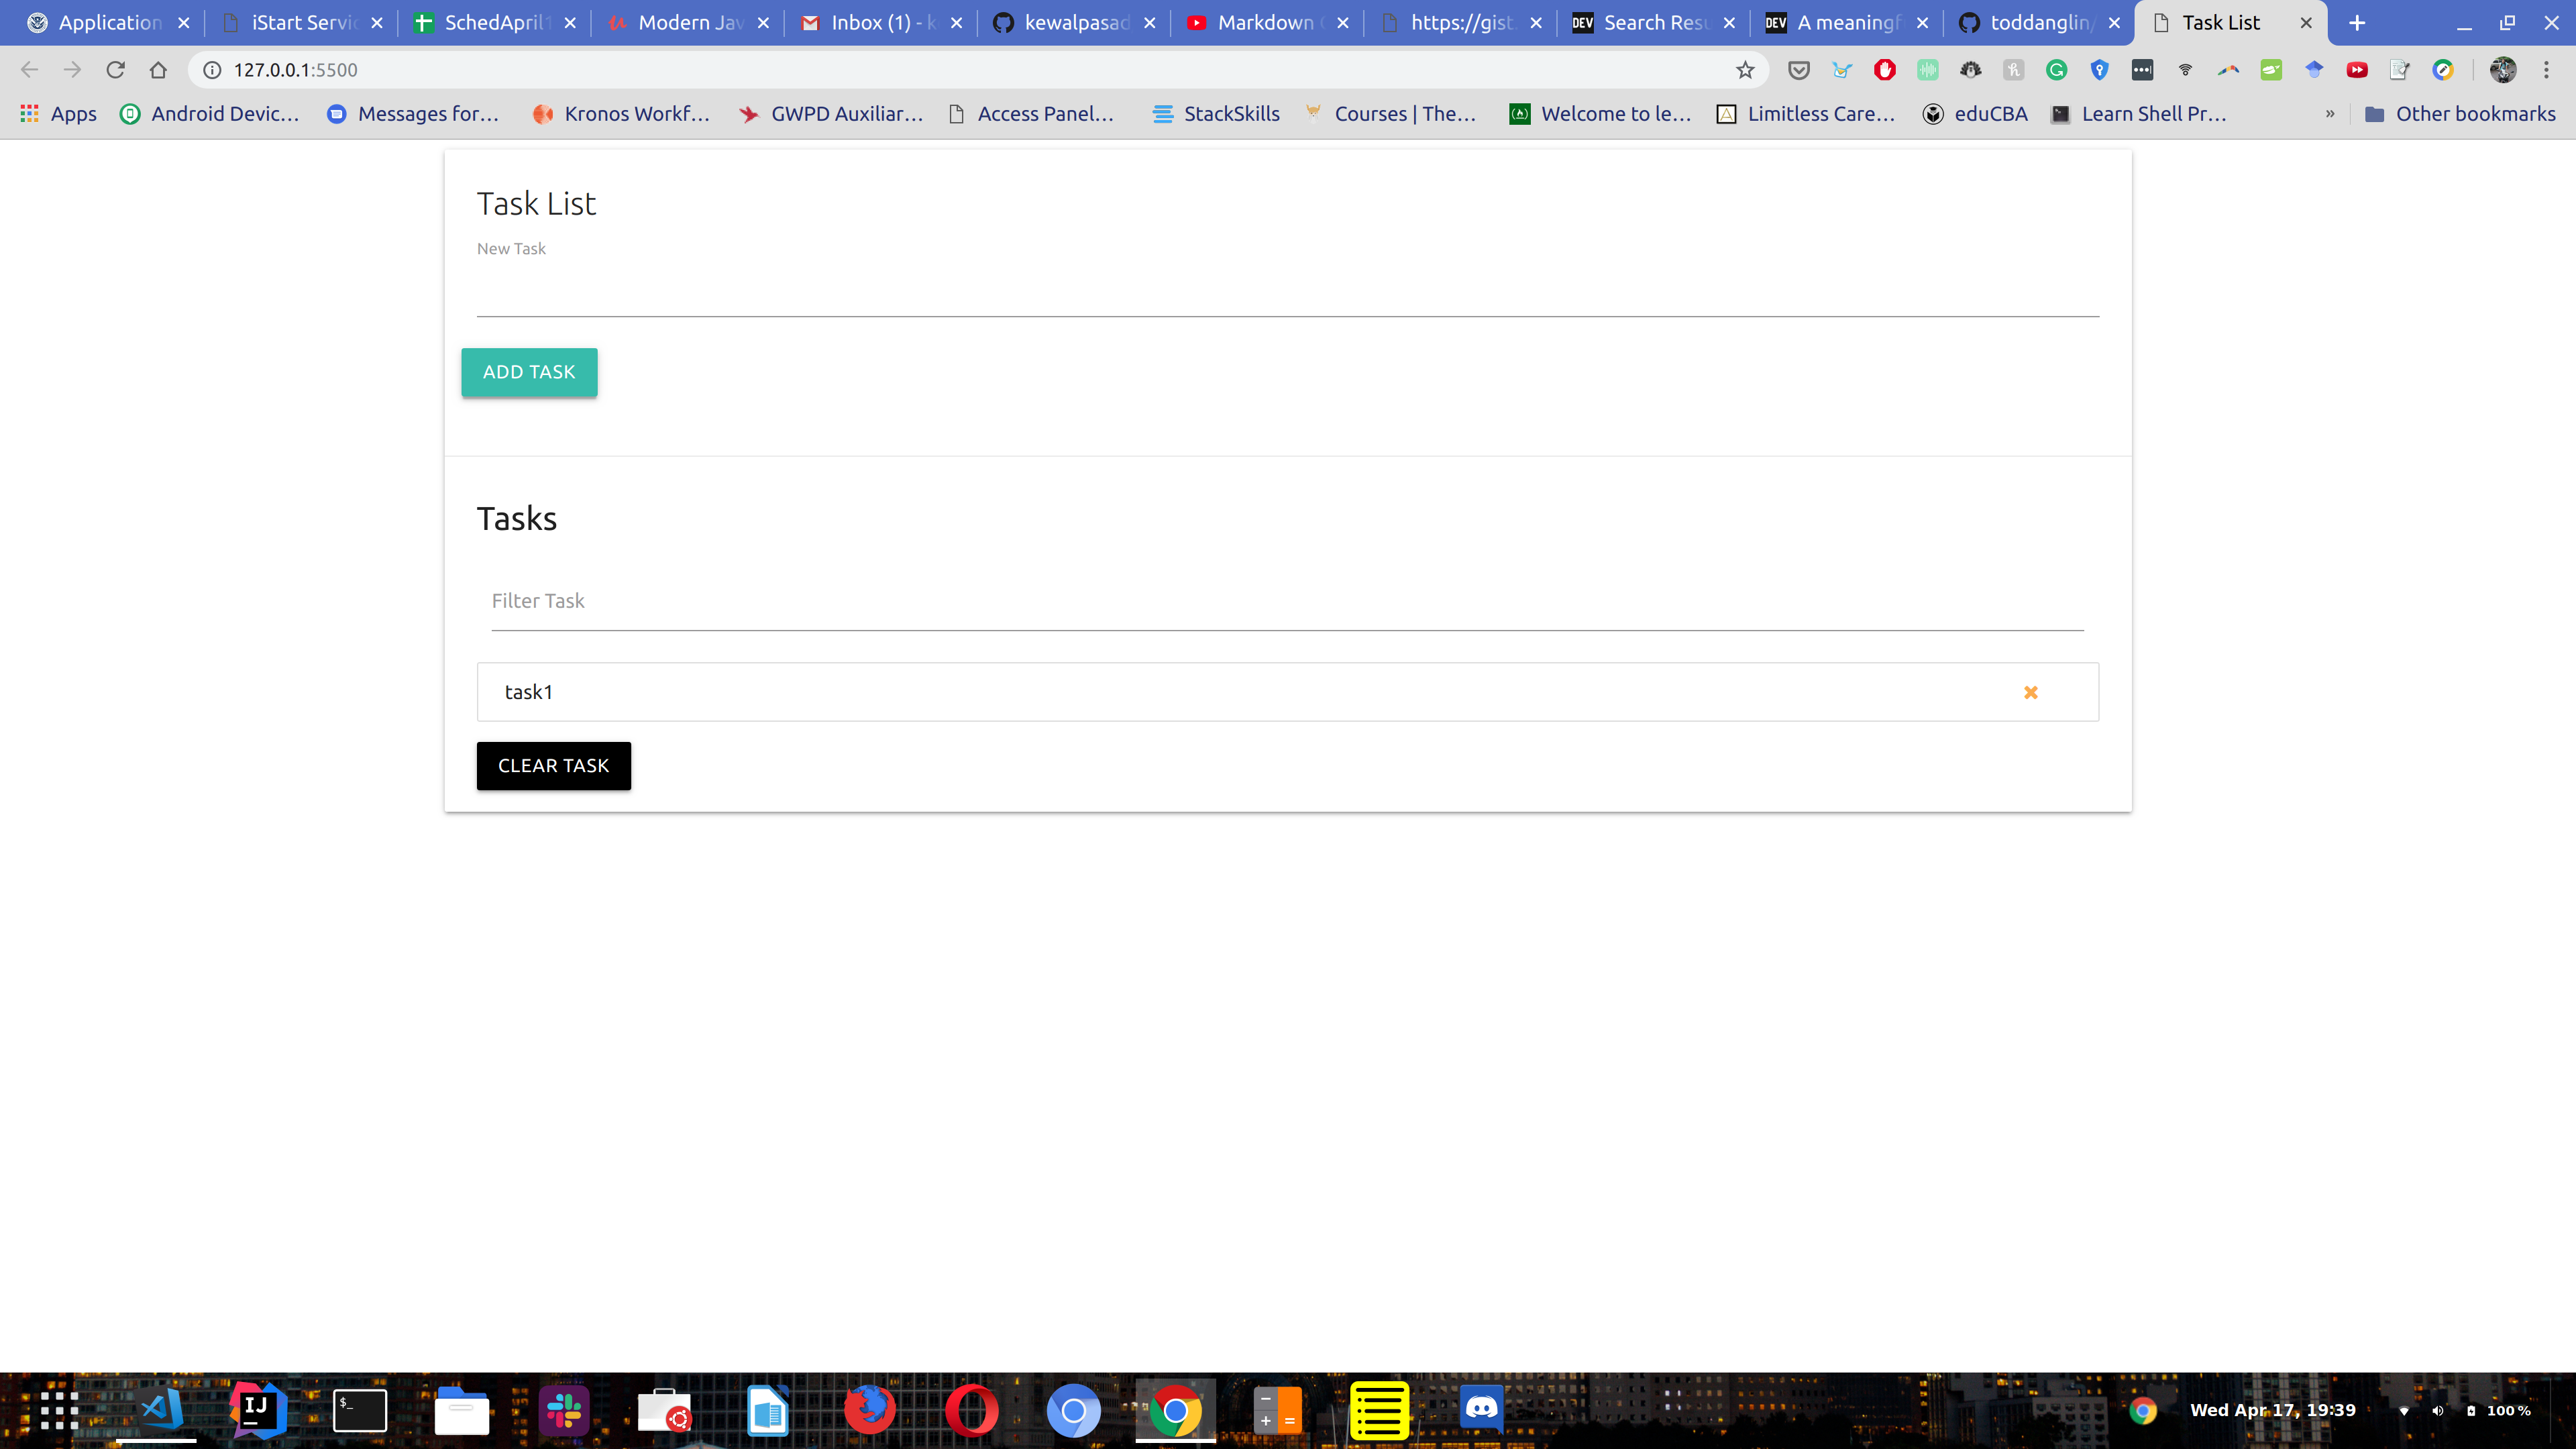 Application
iStart Servic
SchedApril1
Modern Jav
Inbox (1) - k
kewalpasad
Markdown
https://gist.
DEV
Search Resu
DEV
A meaningf
toddanglin/
Task List
127.0.0.1:5500
Apps
Android Devic…
Messages for…
Kronos Workf…
GWPD Auxiliar…
Access Panel…
StackSkills
Courses | The…
Welcome to le…
Limitless Care…
eduCBA
Learn Shell Pr…
»
Other bookmarks
Task List
New Task
ADD TASK
Tasks
Filter Task
task1
CLEAR TASK
IJ
$_
Wed Apr 17, 19:39
100 %